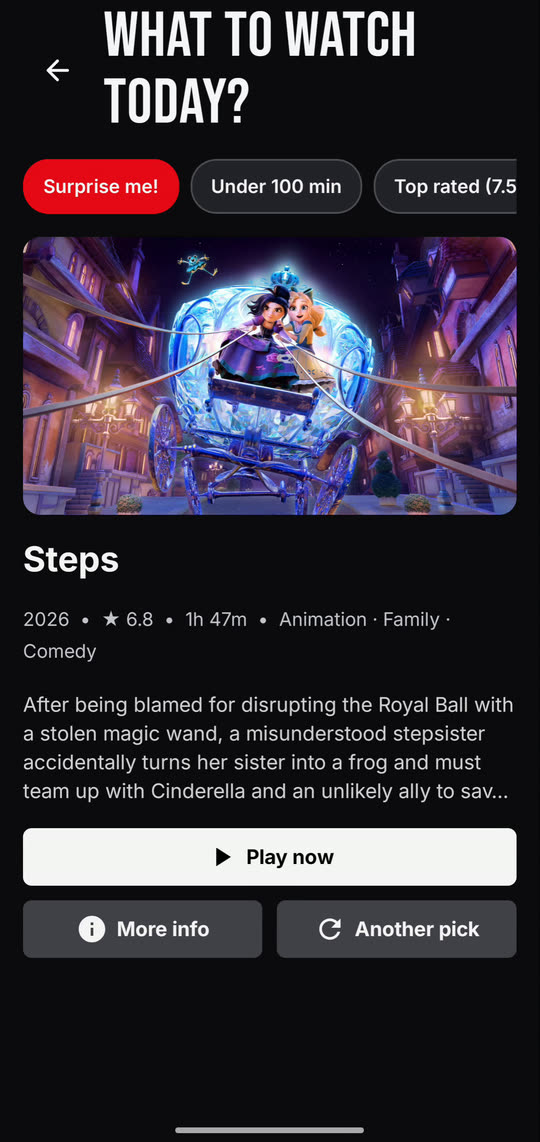 WHAT TO WATCH
TODAY?
Surprise me!
Under 100 min
Top rated (7.5
Steps
2026 • ★ 6.8 • 1h 47m • Animation · Family ·
Comedy
After being blamed for disrupting the Royal Ball with
a stolen magic wand, a misunderstood stepsister
accidentally turns her sister into a frog and must
team up with Cinderella and an unlikely ally to sav...
Play now
More info
Another pick